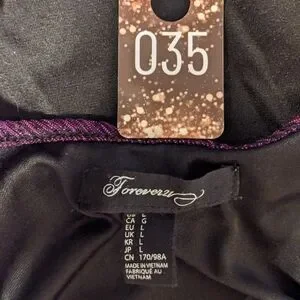 035
Forever21
US L
CA G
EU L
UK L
KR L
JP L
CN 170/98A
MADE IN VIETNAM
FABRIQUÉ AU
VIETNAM